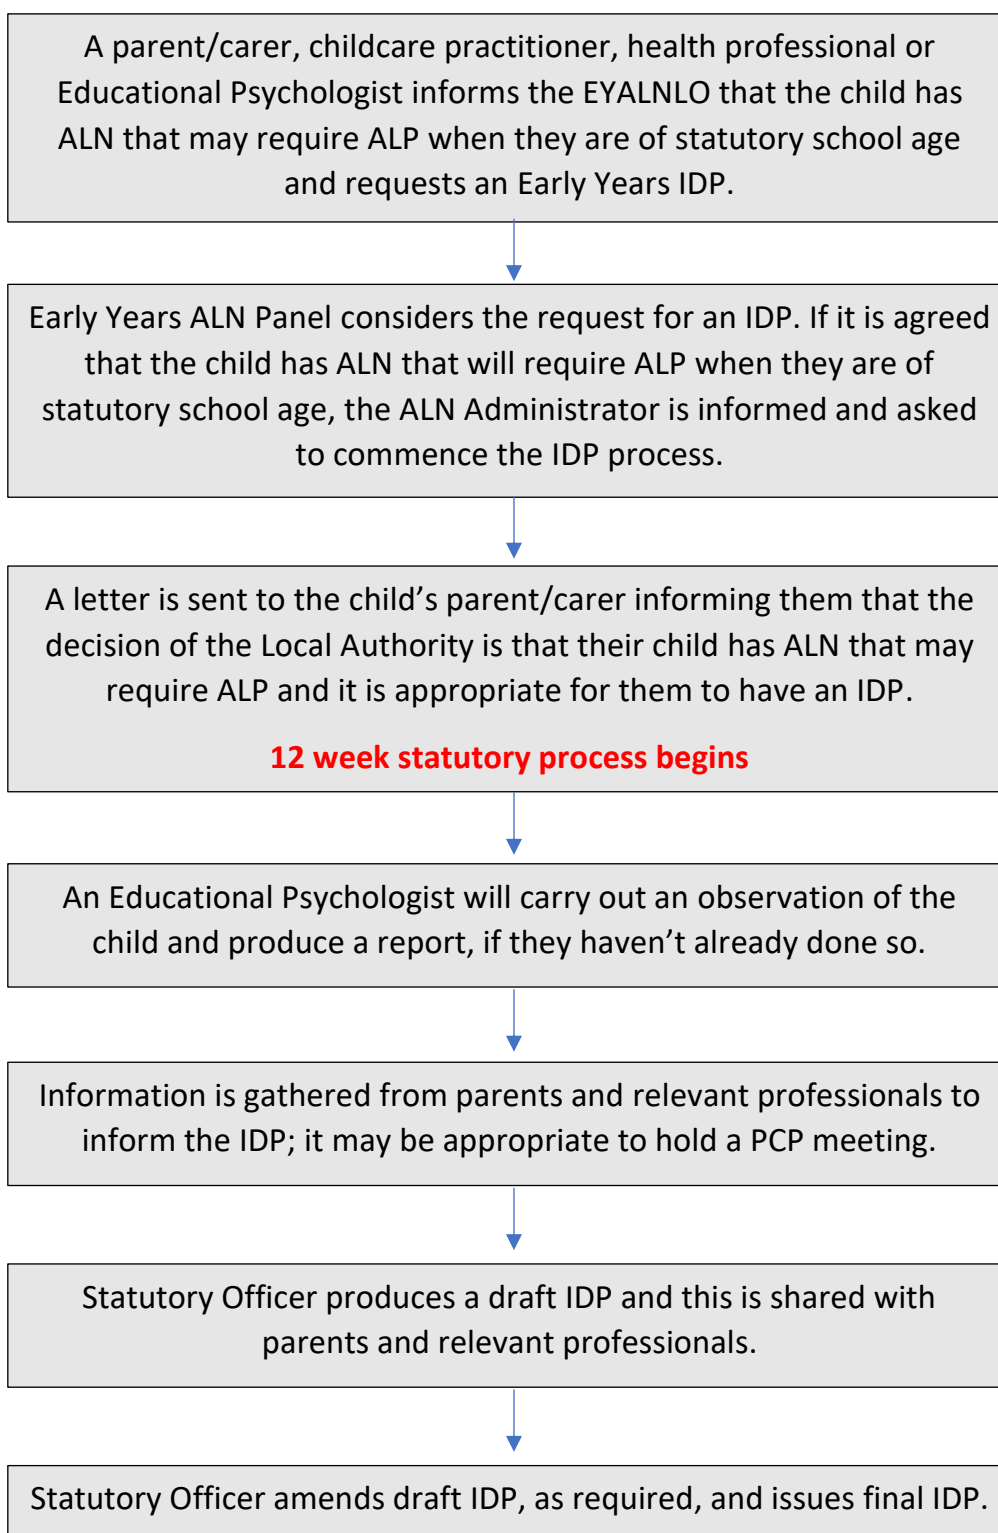 A parent/carer, childcare practitioner, health professional or
Educational Psychologist informs the EYALNLO that the child has
ALN that may require ALP when they are of statutory school age
and requests an Early Years IDP.
Early Years ALN Panel considers the request for an IDP. If it is agreed
that the child has ALN that will require ALP when they are of
statutory school age, the ALN Administrator is informed and asked
to commence the IDP process.
A letter is sent to the child’s parent/carer informing them that the
decision of the Local Authority is that their child has ALN that may
require ALP and it is appropriate for them to have an IDP.
12 week statutory process begins
An Educational Psychologist will carry out an observation of the
child and produce a report, if they haven’t already done so.
Information is gathered from parents and relevant professionals to
inform the IDP; it may be appropriate to hold a PCP meeting.
Statutory Officer produces a draft IDP and this is shared with
parents and relevant professionals.
Statutory Officer amends draft IDP, as required, and issues final IDP.